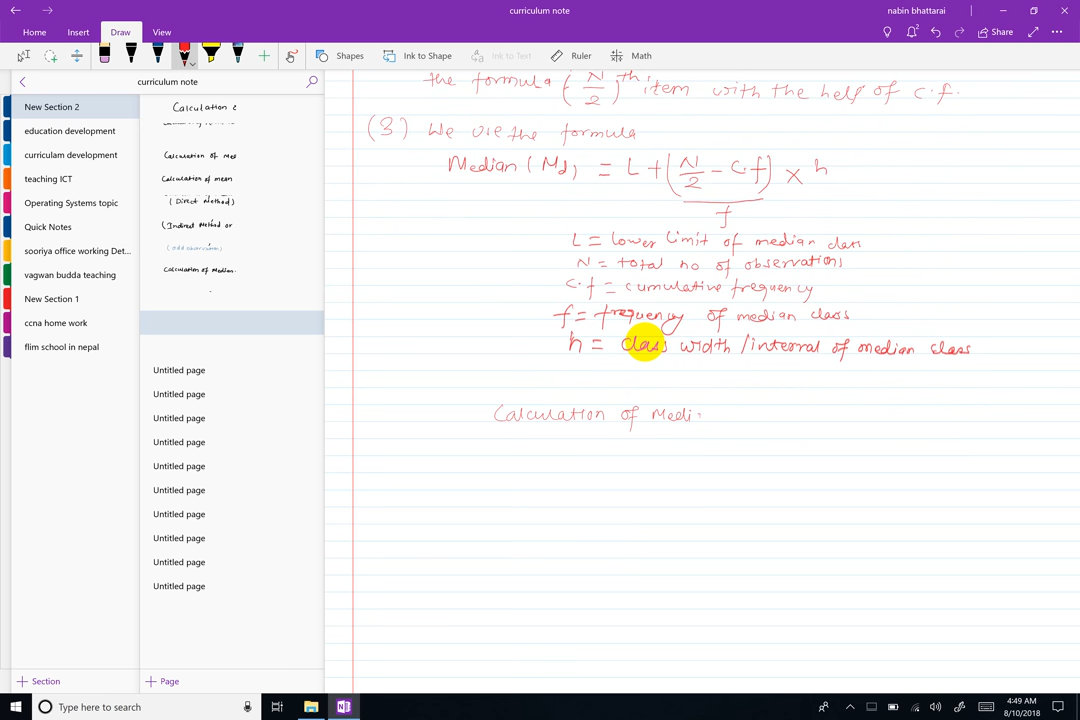 curriculum note
nabin bhattarai
Home Insert Draw View
Share
Shapes Ink to Shape Ink to Text Ruler Math
curriculum note
New Section 2
education development
curriculam development
teaching ICT
Operating Systems topic
Quick Notes
sooriya office working Det...
vagwan budda teaching
New Section 1
ccna home work
flim school in nepal
Section
Calculation
Calculation of Mea
Calculation of mean
(Direct Method)
(Indirect Method or
(odd observation)
Calculation of Median.
Untitled page
Untitled page
Untitled page
Untitled page
Untitled page
Untitled page
Untitled page
Untitled page
Untitled page
Untitled page
Page
the formula (N/2)th item with the help of c.f.
(3) We use the formula
Median (Md) = L + (N/2 - C.f) × h
f
L = lower limit of median class
N = total no of observations
C.f = cumulative frequency
f = frequency of median class
h = class width /interval of median class
Calculation of Medi
Type here to search
4:49 AM
8/10/2018